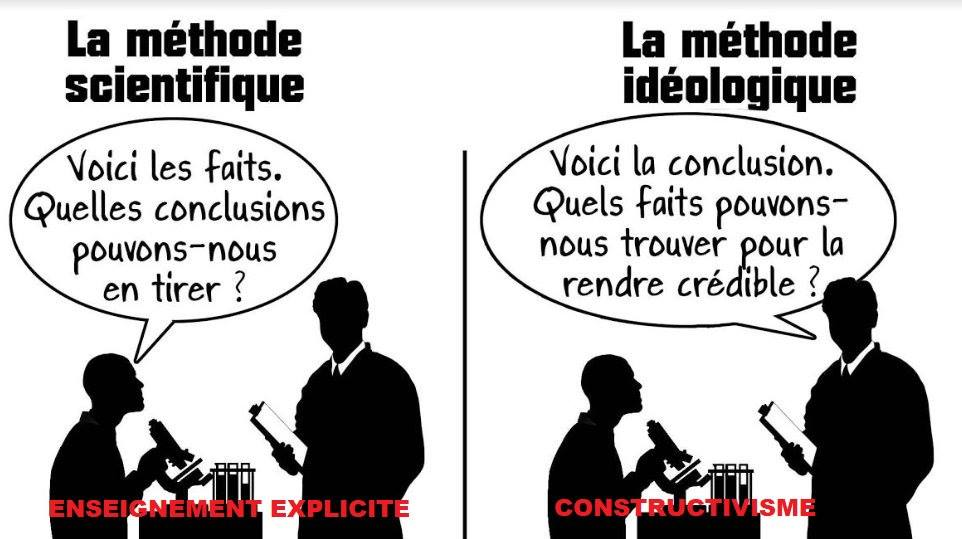 La méthode
scientifique
Voici les faits.
Quelles conclusions
pouvons-nous
en tirer ?
ENSEIGNEMENT EXPLICITE
La méthode
idéologique
Voici la conclusion.
Quels faits pouvons-
nous trouver pour la
rendre crédible ?
CONSTRUCTIVISME